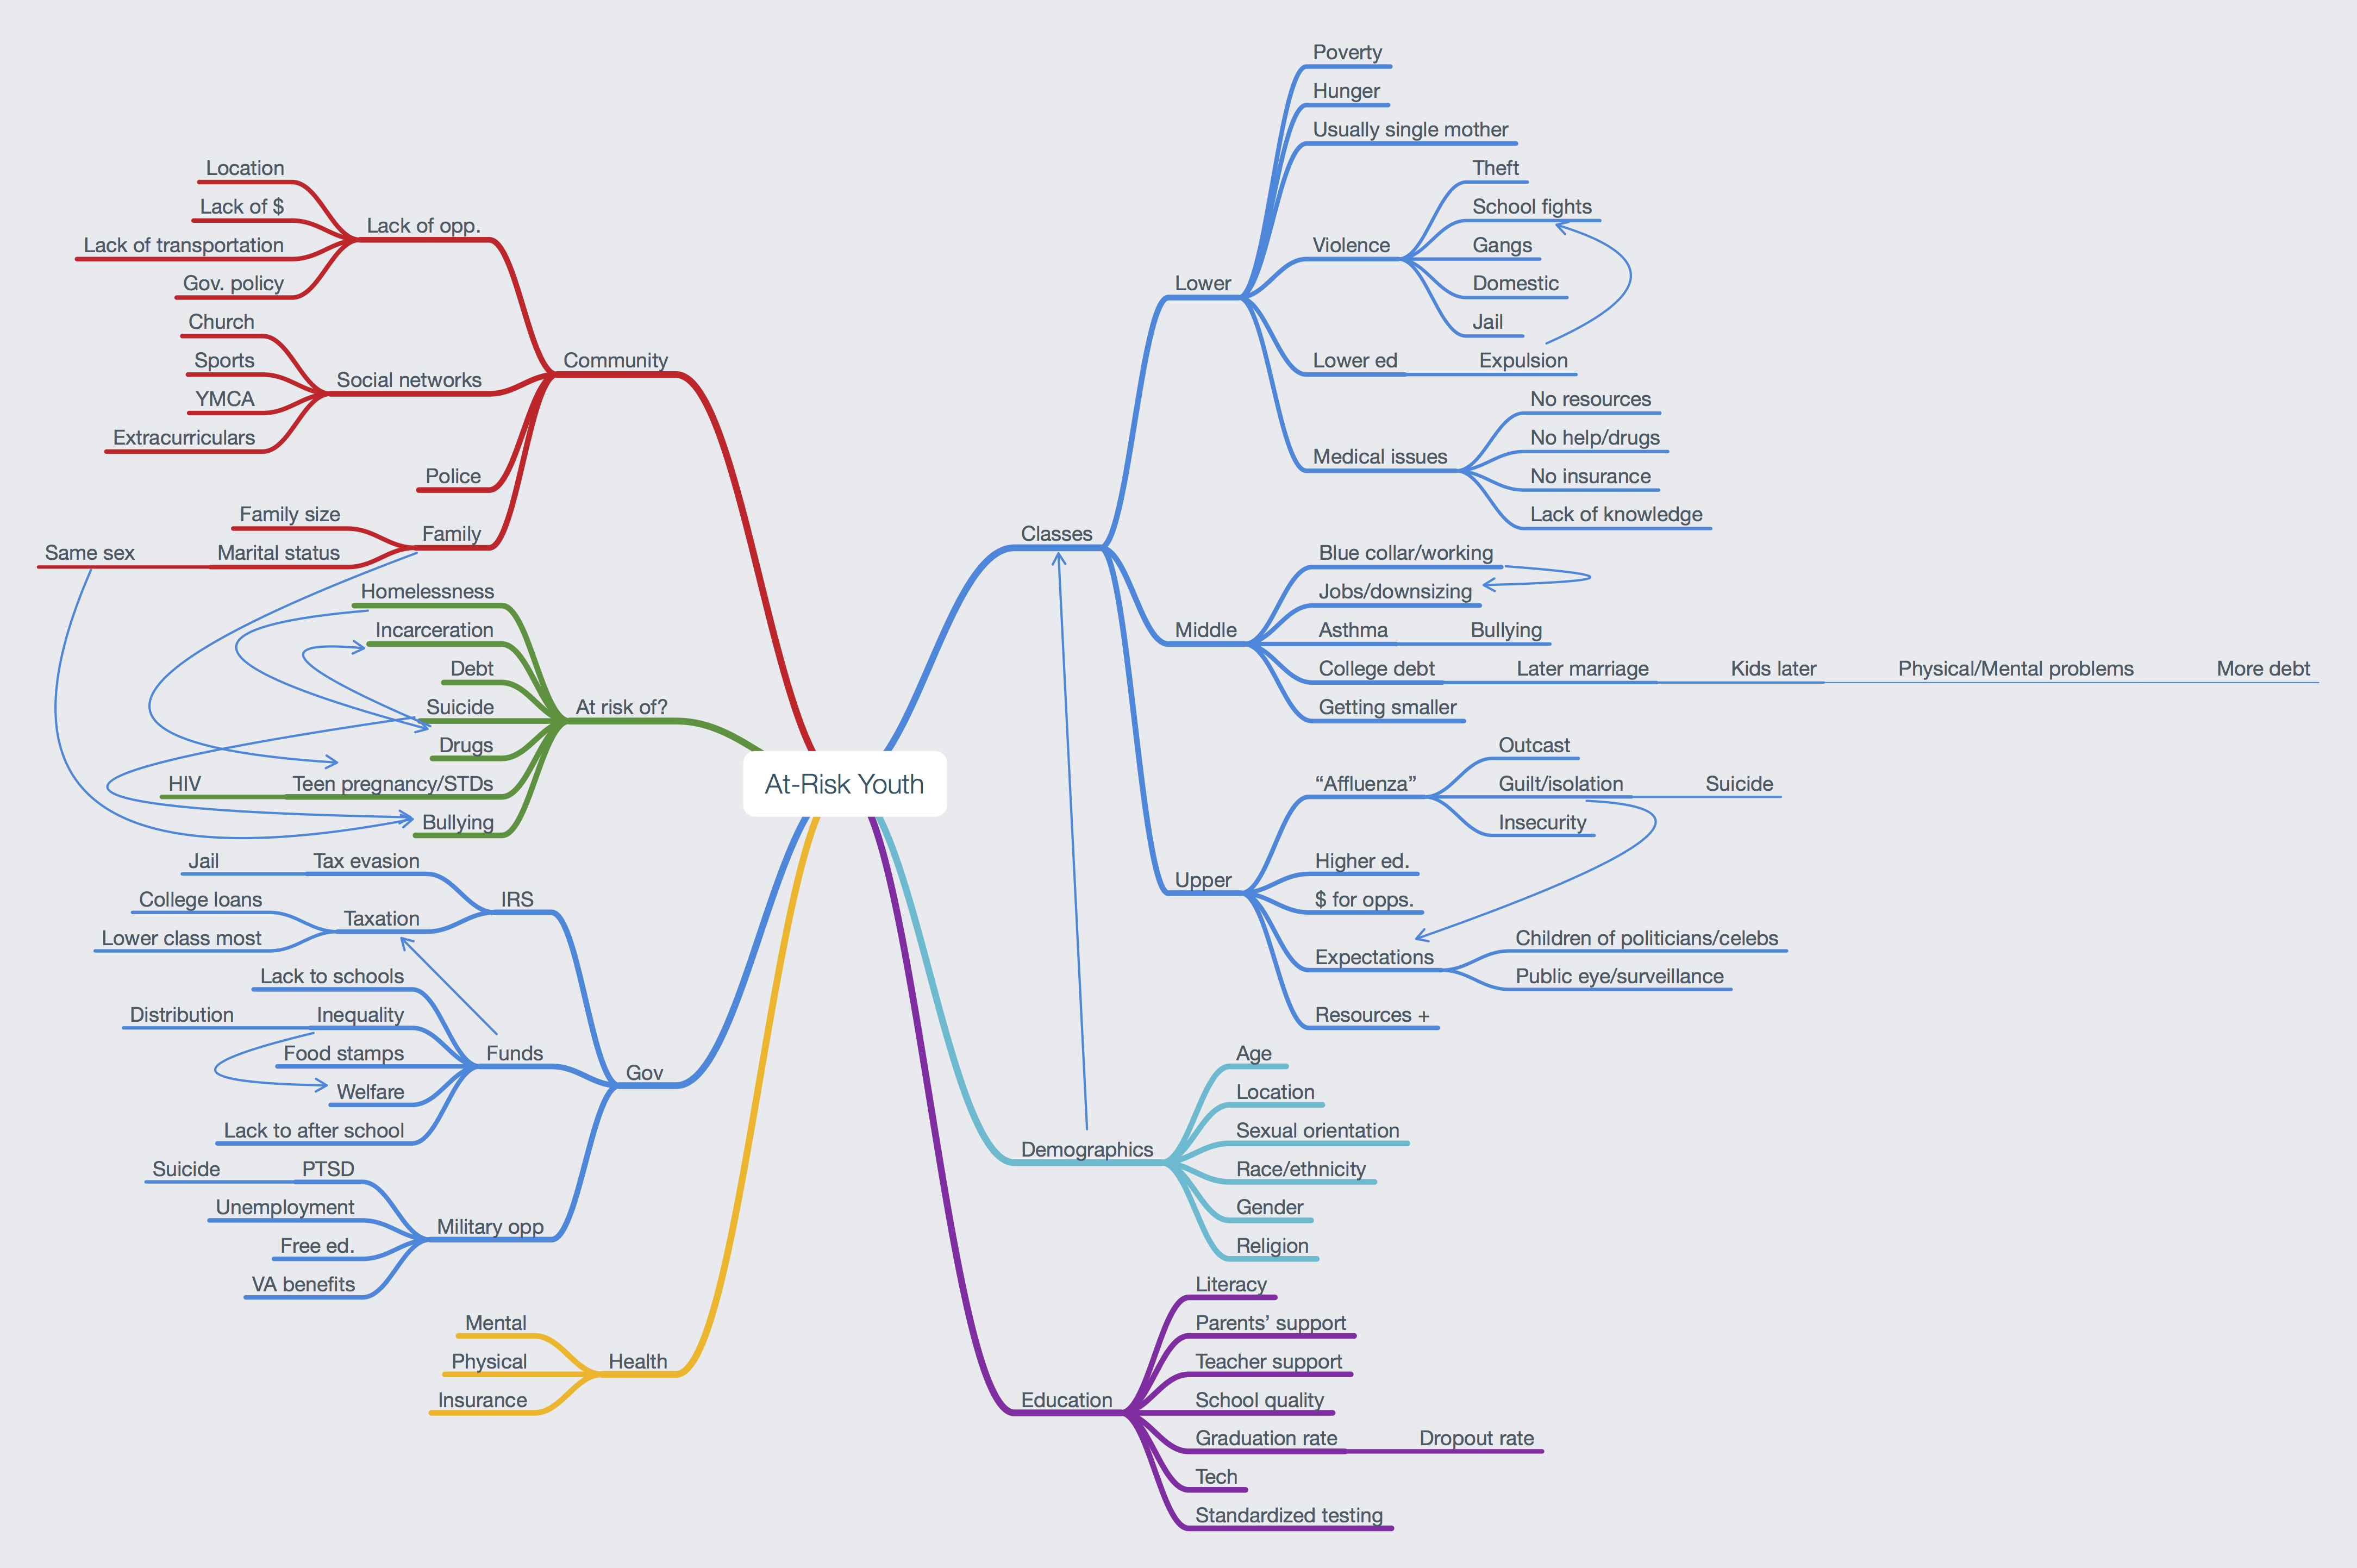 At-Risk Youth
Community
Lack of opp.
Location
Lack of $
Lack of transportation
Gov. policy
Social networks
Church
Sports
YMCA
Extracurriculars
Police
Family
Family size
Marital status
Same sex
At risk of?
Homelessness
Incarceration
Debt
Suicide
Drugs
Teen pregnancy/STDs
HIV
Bullying
Gov
IRS
Tax evasion
Jail
Taxation
College loans
Lower class most
Funds
Lack to schools
Inequality
Distribution
Food stamps
Welfare
Lack to after school
Military opp
PTSD
Suicide
Unemployment
Free ed.
VA benefits
Health
Mental
Physical
Insurance
Classes
Lower
Poverty
Hunger
Usually single mother
Violence
Theft
School fights
Gangs
Domestic
Jail
Lower ed
Expulsion
Medical issues
No resources
No help/drugs
No insurance
Lack of knowledge
Middle
Blue collar/working
Jobs/downsizing
Asthma
Bullying
College debt
Later marriage
Kids later
Physical/Mental problems
More debt
Getting smaller
Upper
“Affluenza”
Outcast
Guilt/isolation
Suicide
Insecurity
Higher ed.
$ for opps.
Expectations
Children of politicians/celebs
Public eye/surveillance
Resources +
Demographics
Age
Location
Sexual orientation
Race/ethnicity
Gender
Religion
Education
Literacy
Parents’ support
Teacher support
School quality
Graduation rate
Dropout rate
Tech
Standardized testing